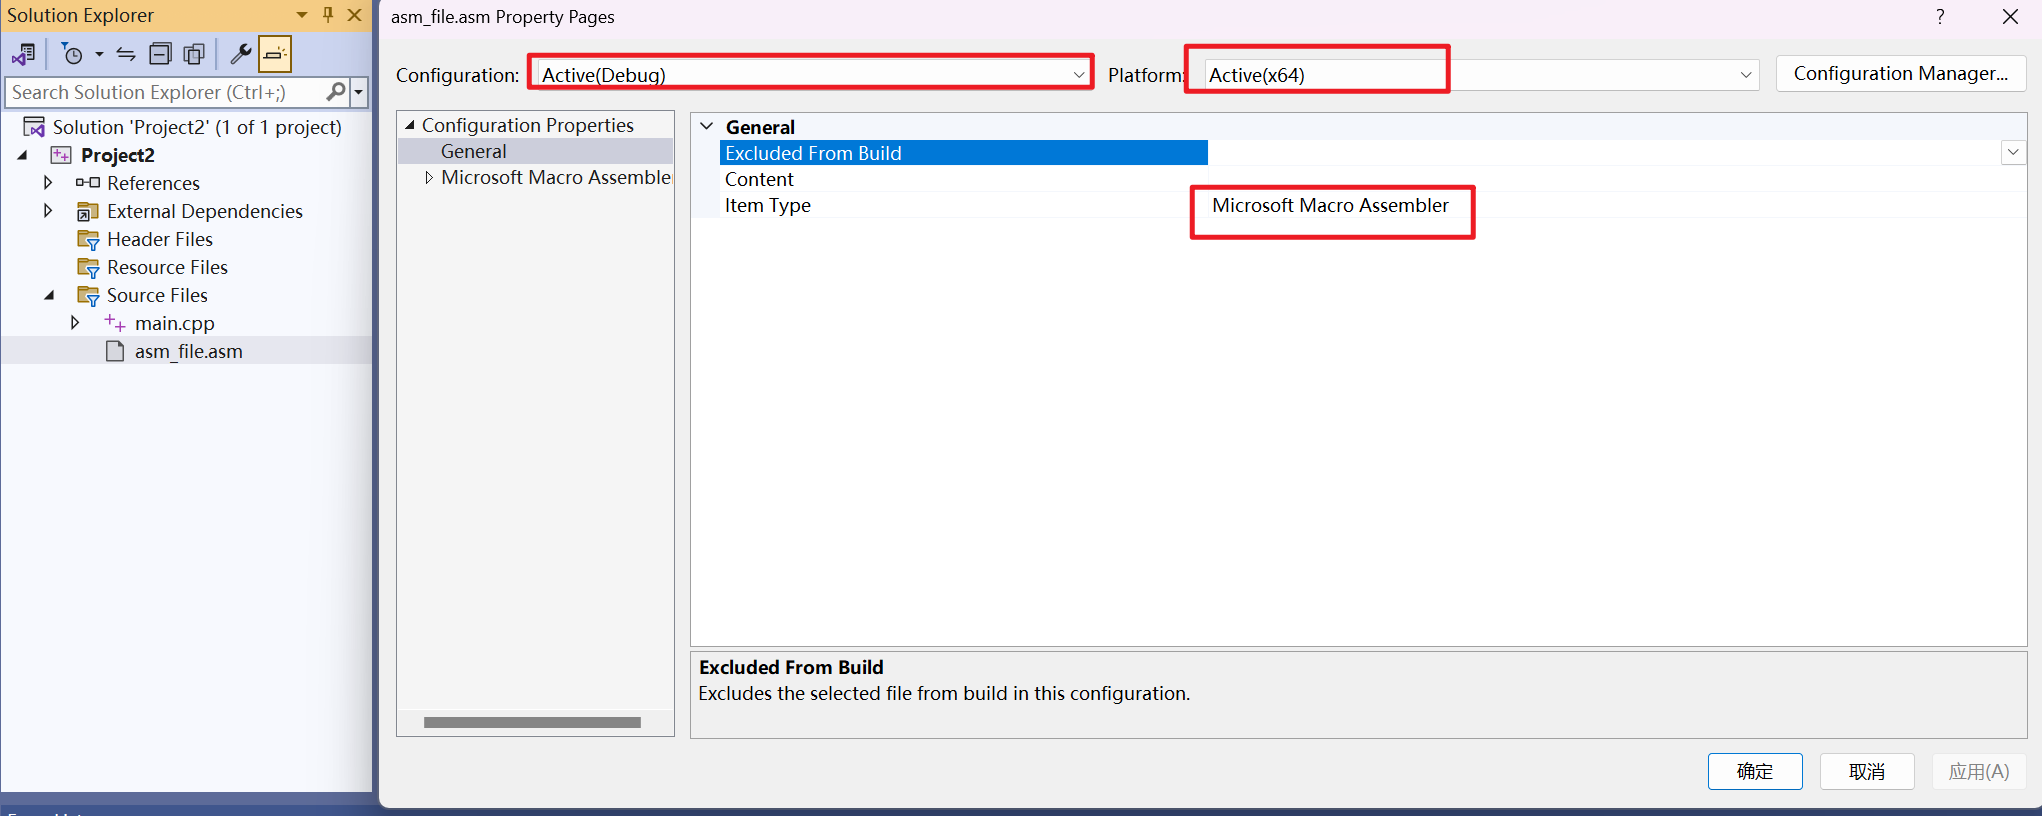 Solution Explorer
Search Solution Explorer (Ctrl+;)
Solution 'Project2' (1 of 1 project)
Project2
References
External Dependencies
Header Files
Resource Files
Source Files
main.cpp
asm_file.asm
asm_file.asm Property Pages
Configuration: Active(Debug) Platform: Active(x64) Configuration Manager...
Configuration Properties
General
Microsoft Macro Assemble
General
Excluded From Build
Content
Item Type Microsoft Macro Assembler
Excluded From Build
Excludes the selected file from build in this configuration.
确定 取消 应用(A)